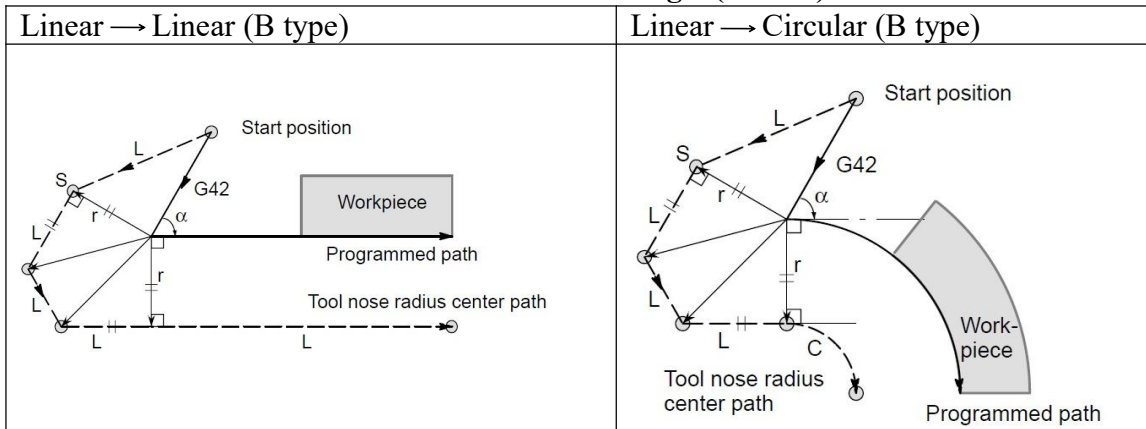 Linear → Linear (B type)
Linear → Circular (B type)
Start position
L
S
G42
r
α
L
Workpiece
Programmed path
r
L
Tool nose radius center path
L
L
Start position
L
S
G42
r
α
L
r
L
Work-
piece
L
C
Tool nose radius
center path
Programmed path